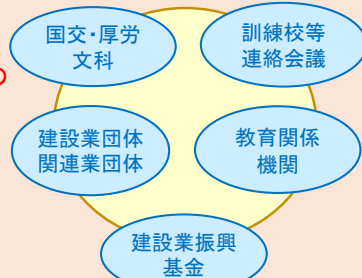 国交・厚労
文科
訓練校等
連絡会議
建設業団体
関連業団体
教育関係
機関
建設業振興
基金